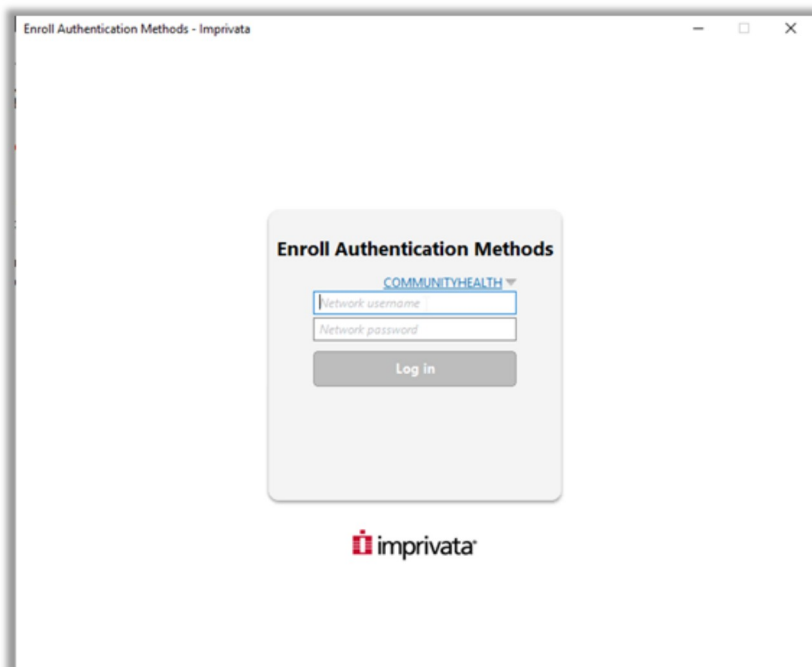 Enroll Authentication Methods - Imprivata
Enroll Authentication Methods
COMMUNITYHEALTH
Network username
Network password
Log in
imprivata